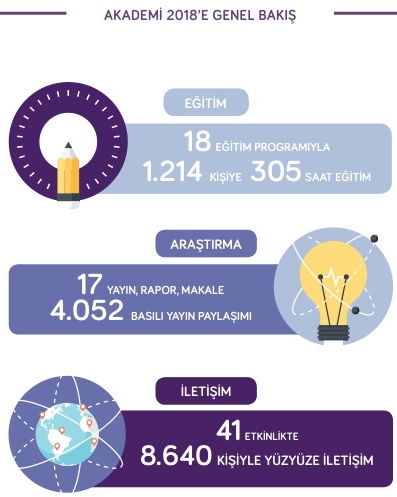 AKADEMİ 2018'E GENEL BAKIŞ
EĞİTİM
18 EĞİTİM PROGRAMIYLA
1.214 KİŞİYE 305 SAAT EĞİTİM
ARAŞTIRMA
17 YAYIN, RAPOR, MAKALE
4.052 BASILI YAYIN PAYLAŞIMI
İLETİŞİM
41 ETKİNLİKTE
8.640 KİŞİYLE YÜZYÜZE İLETİŞİM